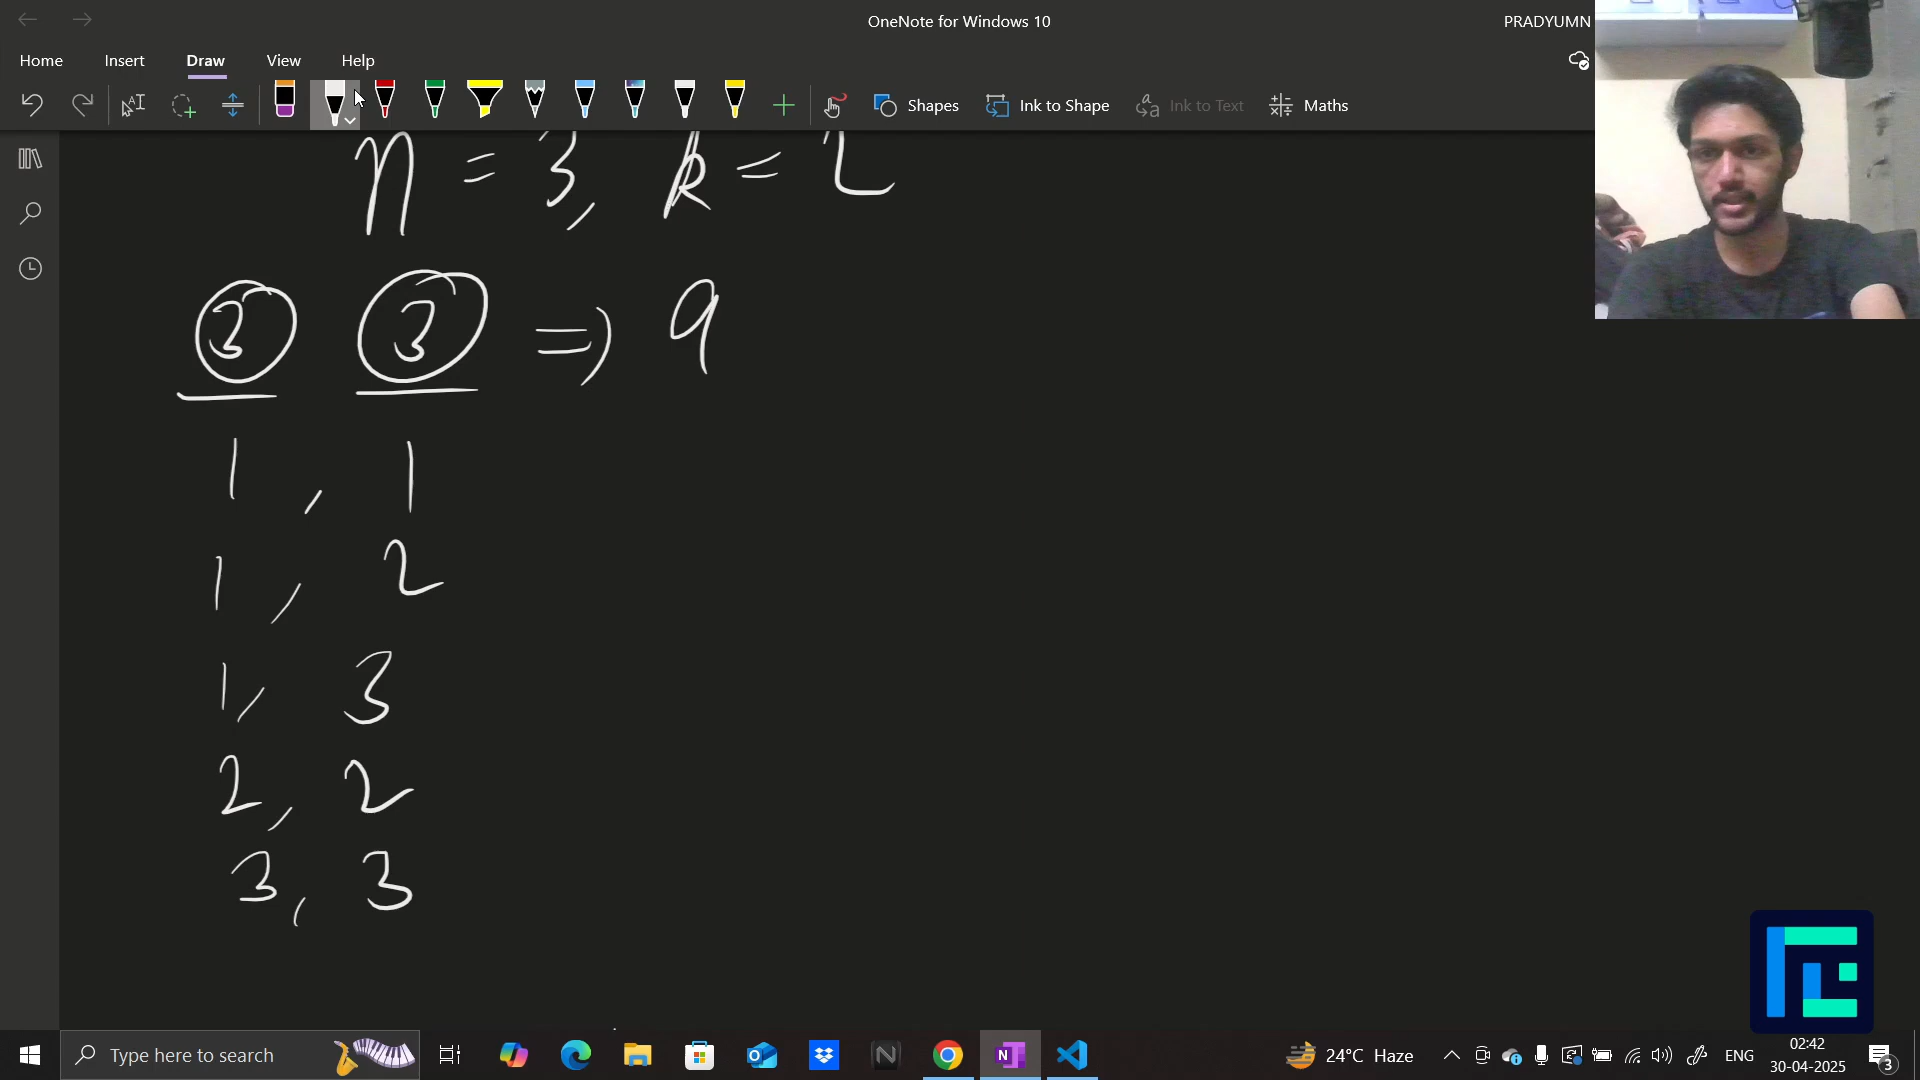 OneNote for Windows 10
PRADYUMN
Home Insert Draw View Help
Shapes Ink to Shape Ink to Text Maths
n = 3, k = 2
3 3 => 9
1 , 1
1 , 2
1, 3
2, 2
3, 3
Type here to search
N
N
24°C Haze
ENG
02:42
30-04-2025
3